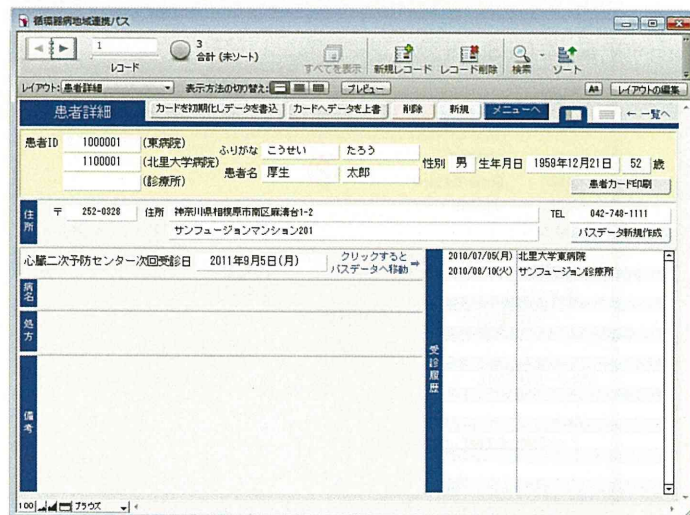 循環器病地域連携パス
1
レコード
3
合計 (未ソート)
すべてを表示 新規レコード レコード削除 検索 ソート
レイアウト: 患者詳細 表示方法の切り替え: プレビュー Aa レイアウトの編集
患者詳細 カードを初期化しデータを書込 カードへデータを上書 削除 新規 メニューへ ← 一覧へ
患者ID 1000001 (東病院)
1100001 (北里大学病院)
(診療所)
ふりがな こうせい たろう
患者名 厚生 太郎
性別 男 生年月日 1959年12月21日 52 歳
患者カード印刷
住所 〒 252-0328 住所 神奈川県相模原市南区麻溝台1-2 TEL 042-748-1111
サンフュージョンマンション201 パスデータ新規作成
心臓二次予防センター次回受診日 2011年9月5日(月) クリックすると
パスデータへ移動 ⇒
病名
処方
備考
受診履歴
2010/07/05(月) 北里大学東病院
2010/08/10(火) サンフュージョン診療所
100 ブラウズ